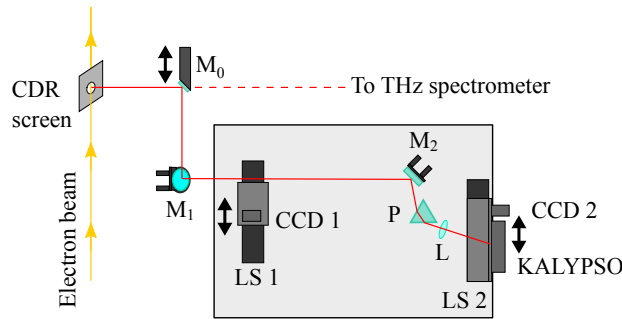 M0
CDR
screen
To THz spectrometer
Electron beam
M1
M2
CCD 1
P
L
CCD 2
KALYPSO
LS 1
LS 2